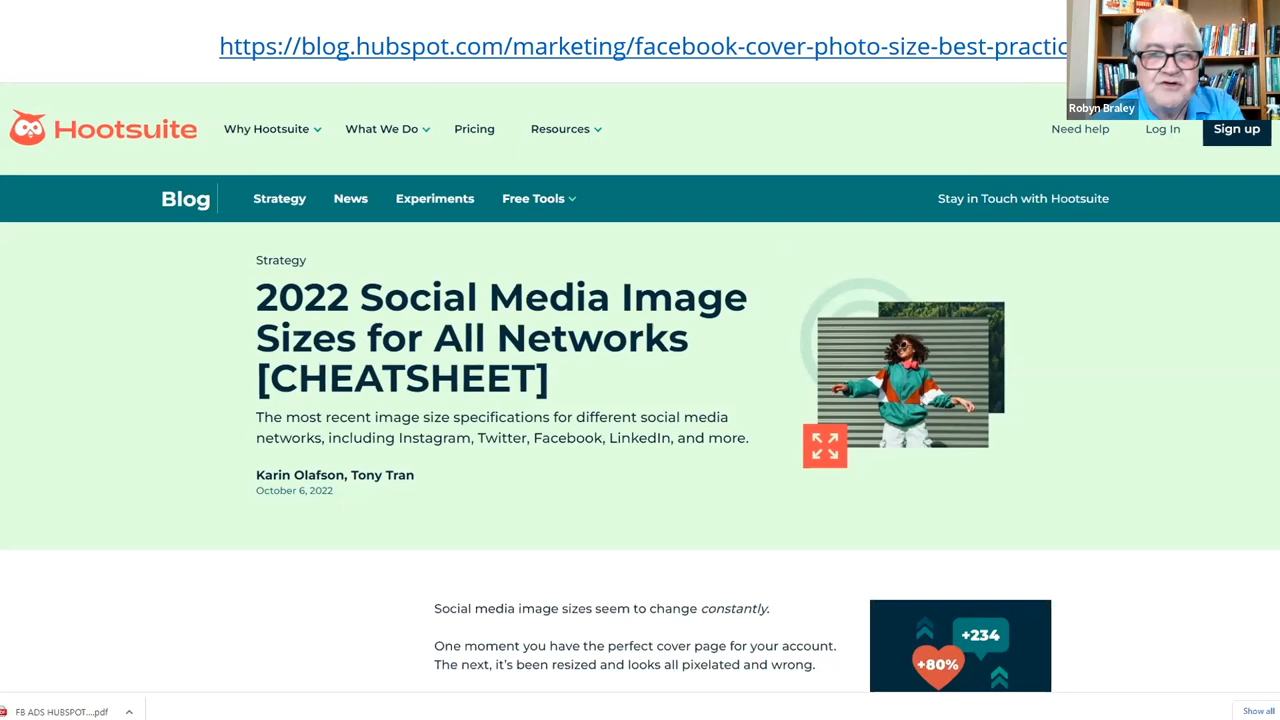 https://blog.hubspot.com/marketing/facebook-cover-photo-size-best-practic
Robyn Braley
Hootsuite
Why Hootsuite
What We Do
Pricing
Resources
Need help
Log In
Sign up
Blog
Strategy
News
Experiments
Free Tools
Stay in Touch with Hootsuite
Strategy
2022 Social Media Image
Sizes for All Networks
[CHEATSHEET]
The most recent image size specifications for different social media
networks, including Instagram, Twitter, Facebook, LinkedIn, and more.
Karin Olafson, Tony Tran
October 6, 2022
Social media image sizes seem to change constantly.
One moment you have the perfect cover page for your account.
The next, it's been resized and looks all pixelated and wrong.
+234
+80%
FB ADS HUBSPOT....pdf
Show all